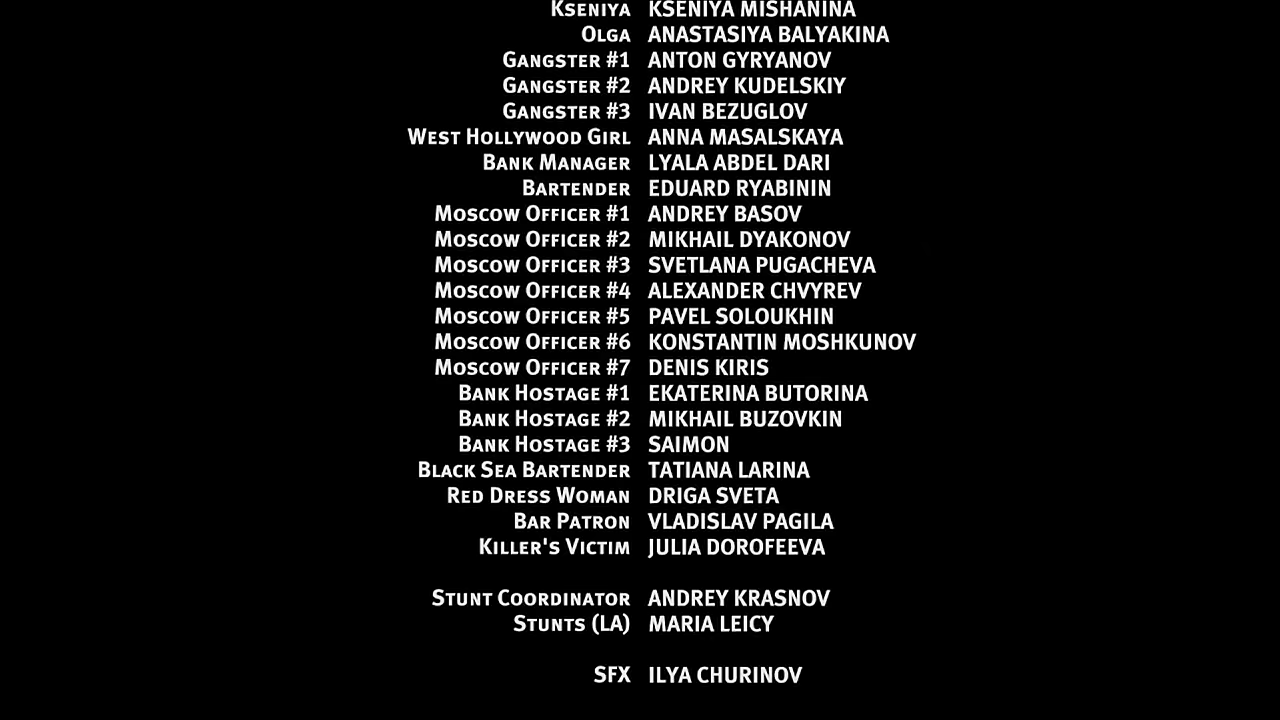 Kseniya KSENIYA MISHANINA
Olga ANASTASIYA BALYAKINA
Gangster #1 ANTON GYRYANOV
Gangster #2 ANDREY KUDELSKIY
Gangster #3 IVAN BEZUGLOV
West Hollywood Girl ANNA MASALSKAYA
Bank Manager LYALA ABDEL DARI
Bartender EDUARD RYABININ
Moscow Officer #1 ANDREY BASOV
Moscow Officer #2 MIKHAIL DYAKONOV
Moscow Officer #3 SVETLANA PUGACHEVA
Moscow Officer #4 ALEXANDER CHVYREV
Moscow Officer #5 PAVEL SOLOUKHIN
Moscow Officer #6 KONSTANTIN MOSHKUNOV
Moscow Officer #7 DENIS KIRIS
Bank Hostage #1 EKATERINA BUTORINA
Bank Hostage #2 MIKHAIL BUZOVKIN
Bank Hostage #3 SAIMON
Black Sea Bartender TATIANA LARINA
Red Dress Woman DRIGA SVETA
Bar Patron VLADISLAV PAGILA
Killer's Victim JULIA DOROFEEVA
Stunt Coordinator ANDREY KRASNOV
Stunts (LA) MARIA LEICY
SFX ILYA CHURINOV